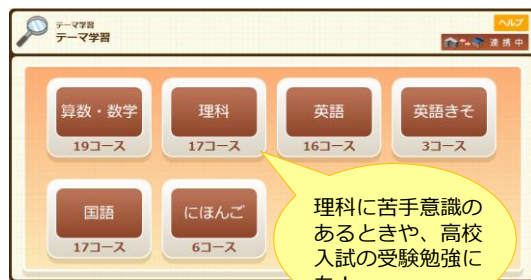 テーマ学習
テーマ学習
ヘルプ
連携中
算数・数学
19コース
理科
17コース
英語
16コース
英語きそ
3コース
国語
17コース
にほんご
6コース
理科に苦手意識の
あるときや、高校
入試の受験勉強に